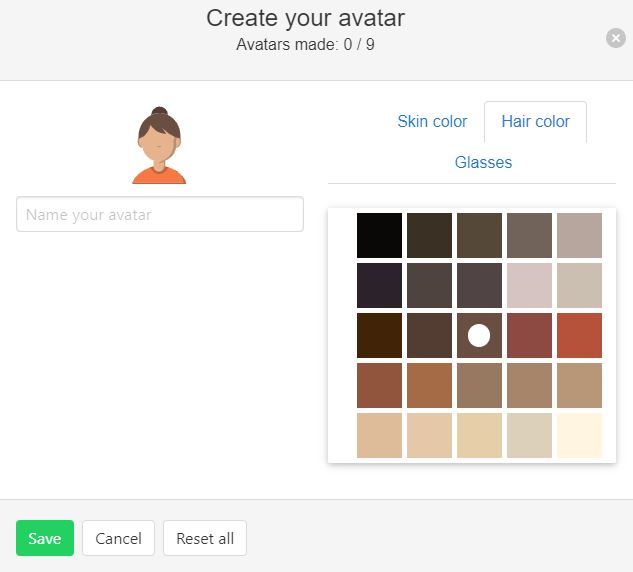 Create your avatar
Avatars made: 0 / 9
Name your avatar
Skin color
Hair color
Glasses
Save
Cancel
Reset all